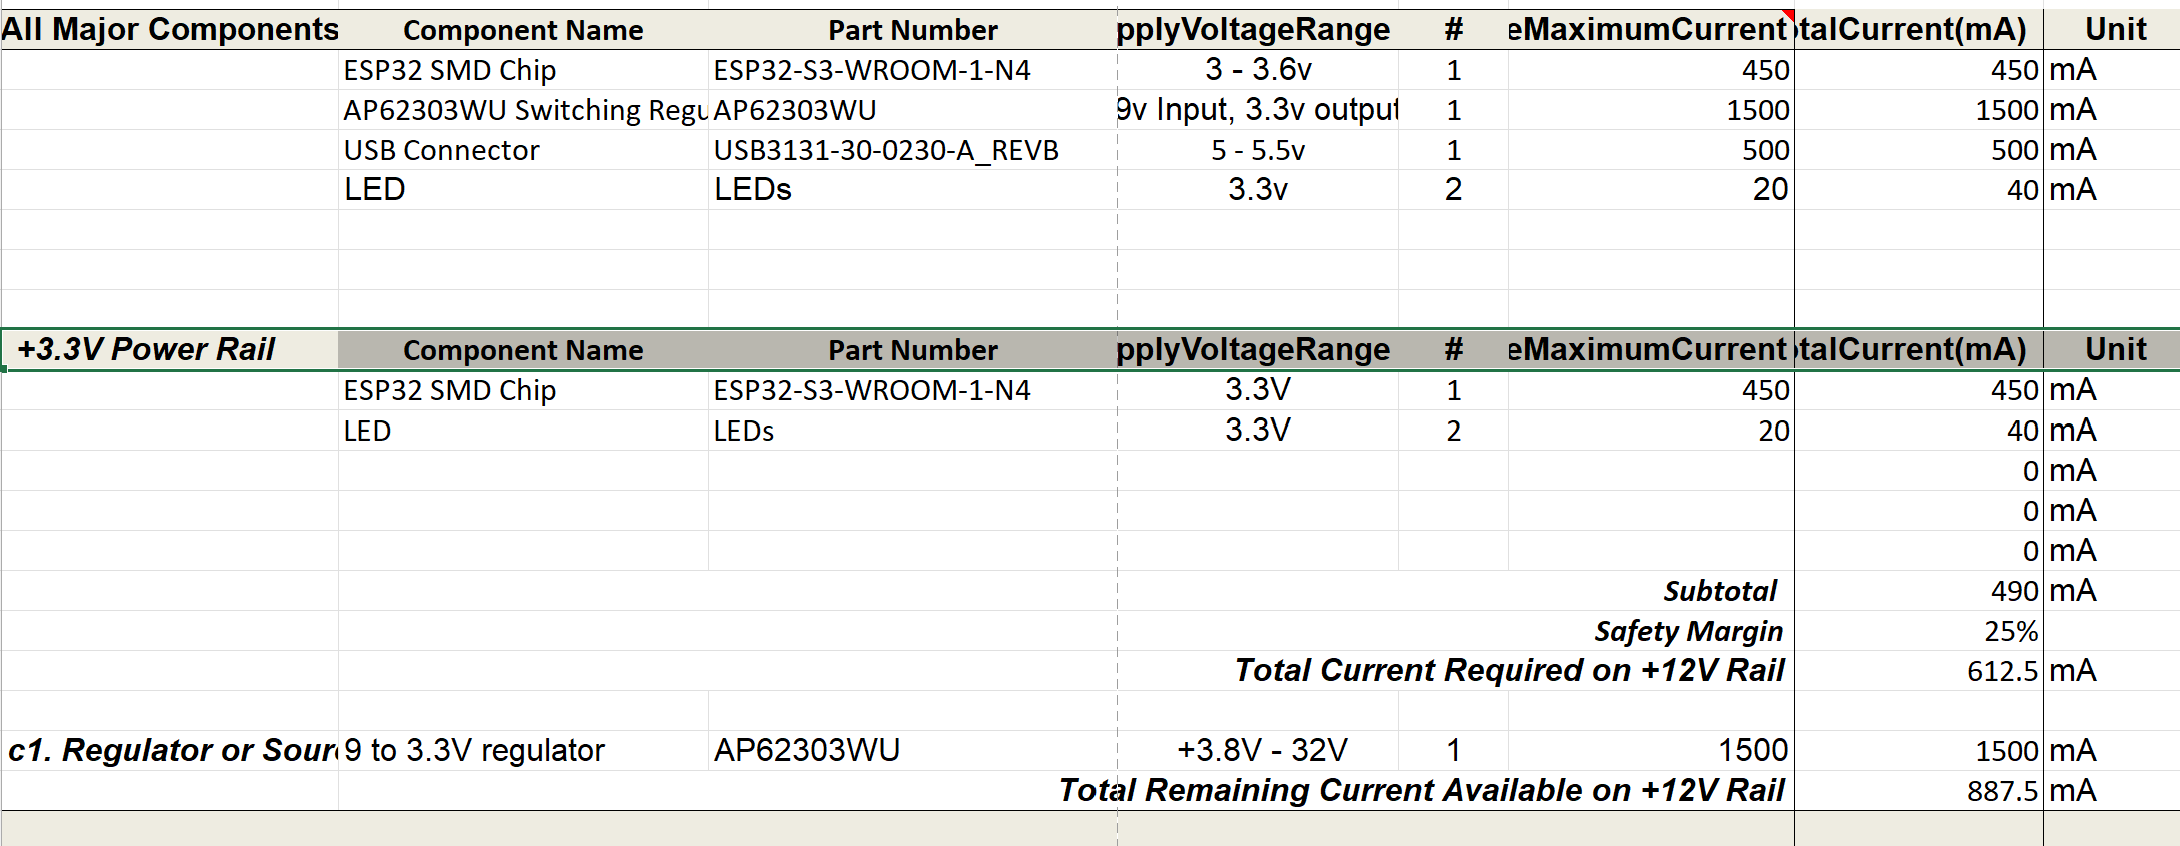 All Major Components Component Name Part Number pplyVoltageRange # eMaximumCurrent otalCurrent(mA) Unit
ESP32 SMD Chip ESP32-S3-WROOM-1-N4 3 - 3.6v 1 450 450 mA
AP62303WU Switching Regu AP62303WU 9v Input, 3.3v output 1 1500 1500 mA
USB Connector USB3131-30-0230-A_REVB 5 - 5.5v 1 500 500 mA
LED LEDs 3.3v 2 20 40 mA
+3.3V Power Rail Component Name Part Number pplyVoltageRange # eMaximumCurrent otalCurrent(mA) Unit
ESP32 SMD Chip ESP32-S3-WROOM-1-N4 3.3V 1 450 450 mA
LED LEDs 3.3V 2 20 40 mA
0 mA
0 mA
0 mA
Subtotal 490 mA
Safety Margin 25%
Total Current Required on +12V Rail 612.5 mA
c1. Regulator or Sour 9 to 3.3V regulator AP62303WU +3.8V - 32V 1 1500 1500 mA
Total Remaining Current Available on +12V Rail 887.5 mA